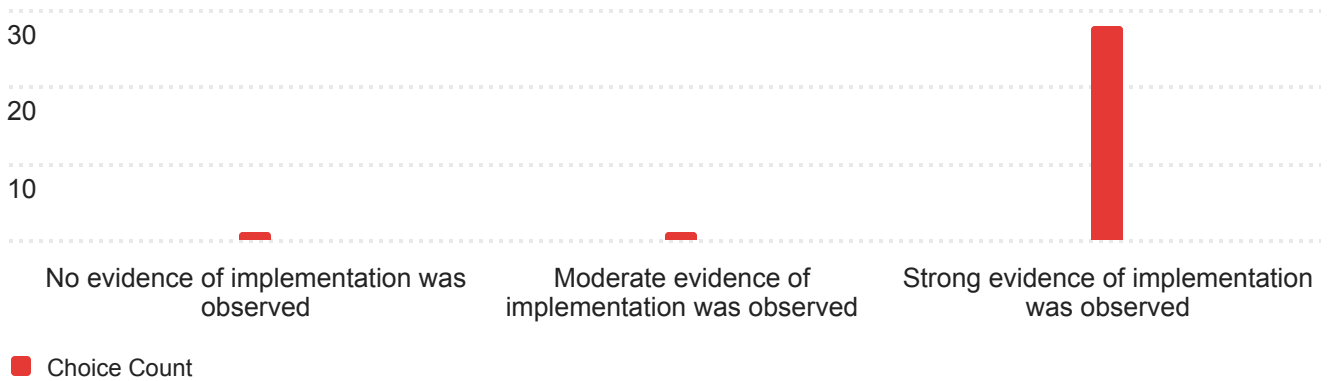 30
20
10
No evidence of implementation was
observed
Moderate evidence of
implementation was observed
Strong evidence of implementation
was observed
Choice Count